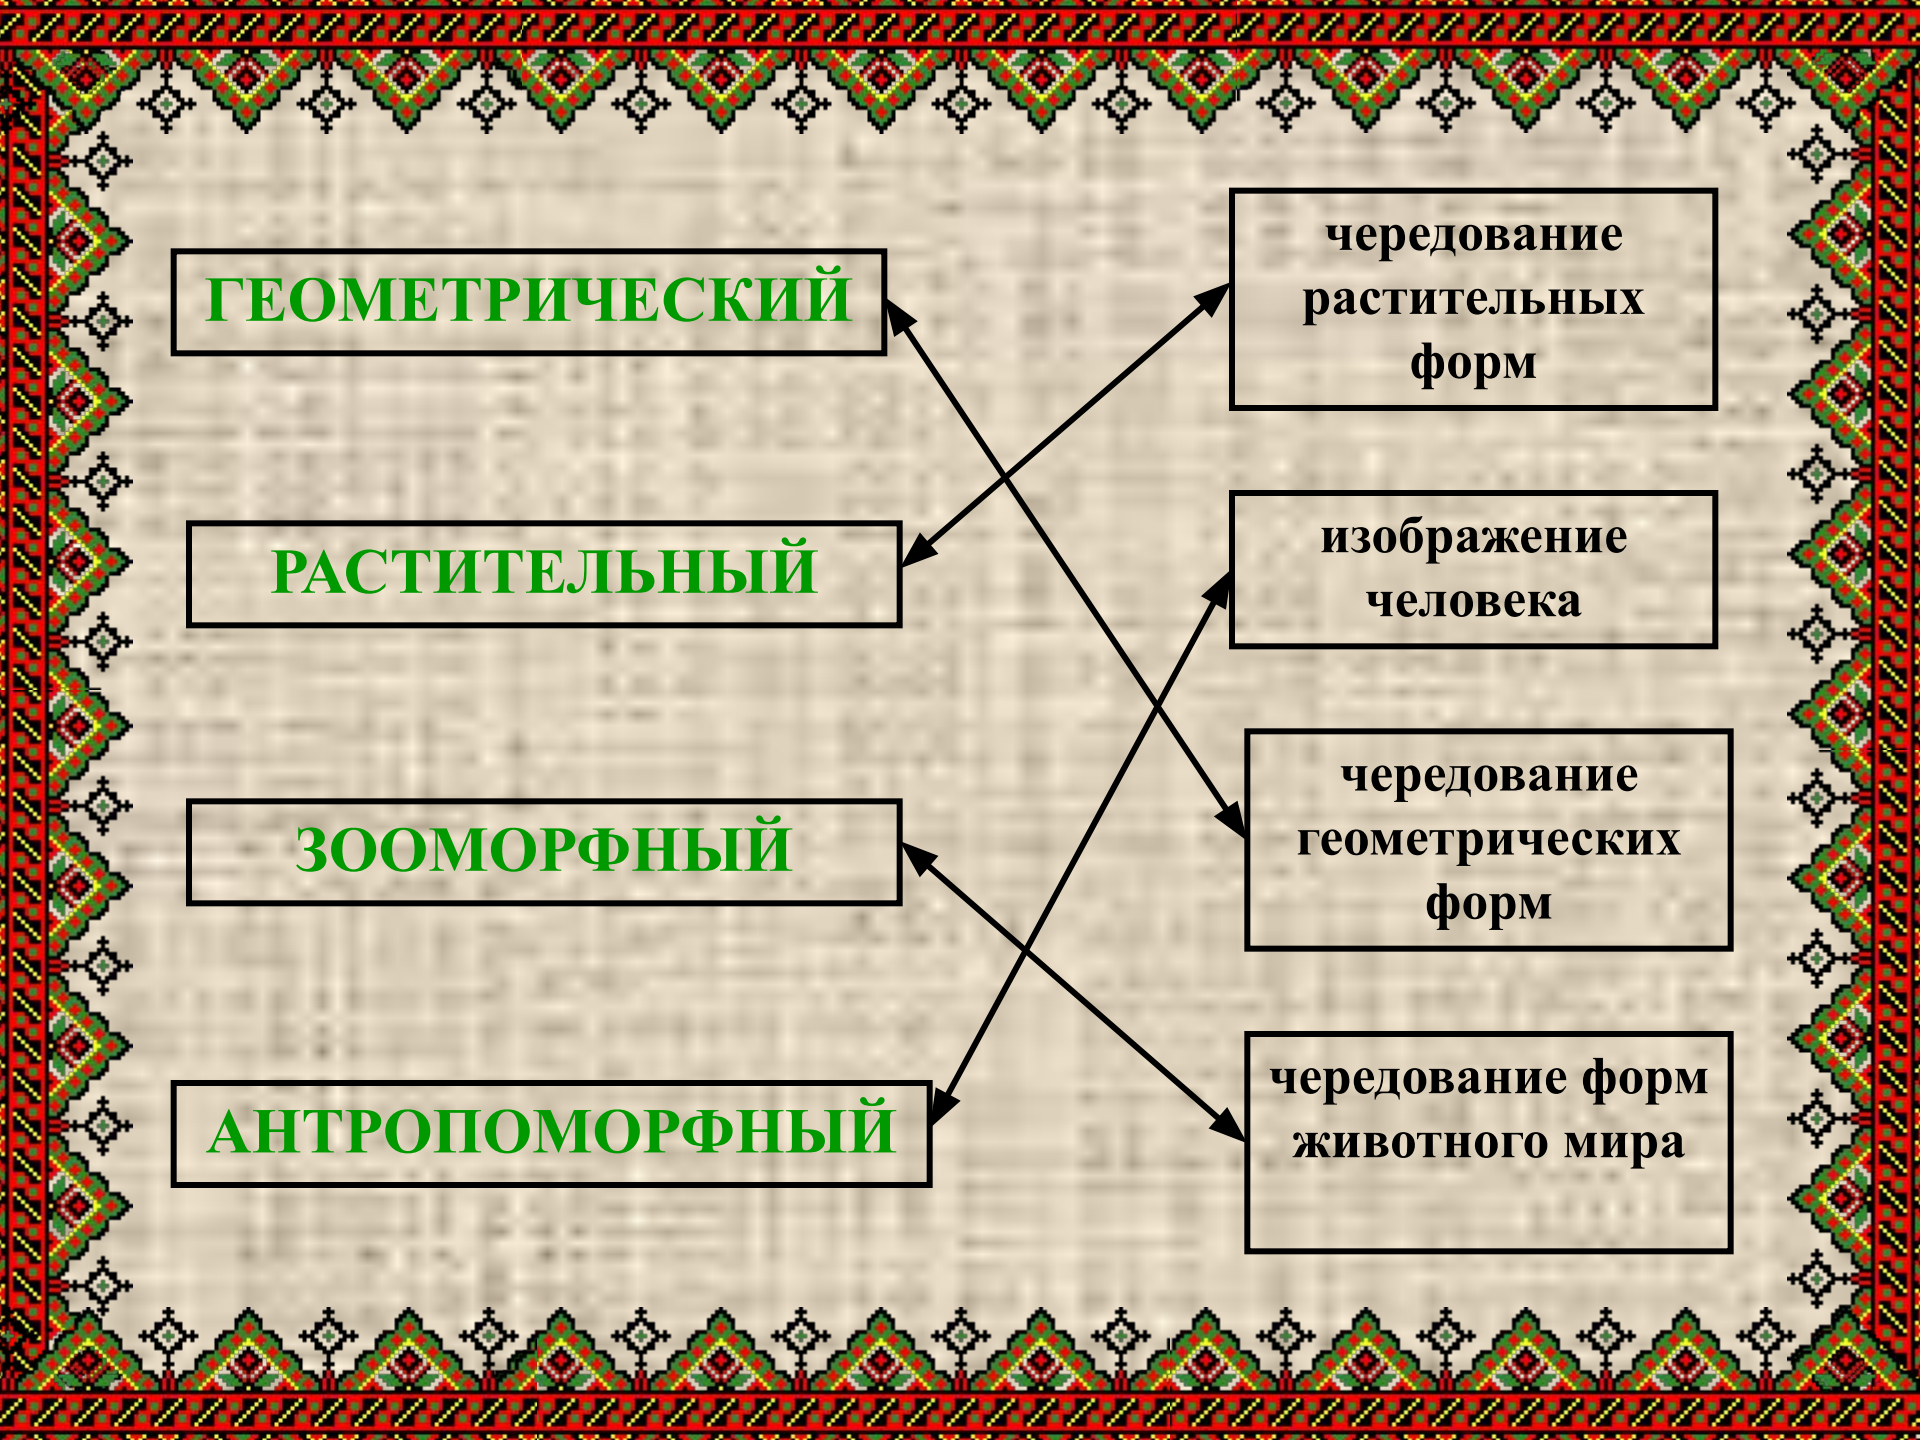 ГЕОМЕТРИЧЕСКИЙ
РАСТИТЕЛЬНЫЙ
ЗООМОРФНЫЙ
АНТРОПОМОРФНЫЙ
чередование
растительных
форм
изображение
человека
чередование
геометрических
форм
чередование форм
животного мира